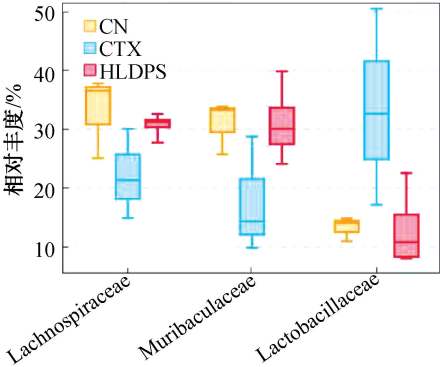 相对丰度/%
50
40
30
20
10
CN
CTX
HLDPS
Lachnospiraceae
Muribaculaceae
Lactobacillaceae